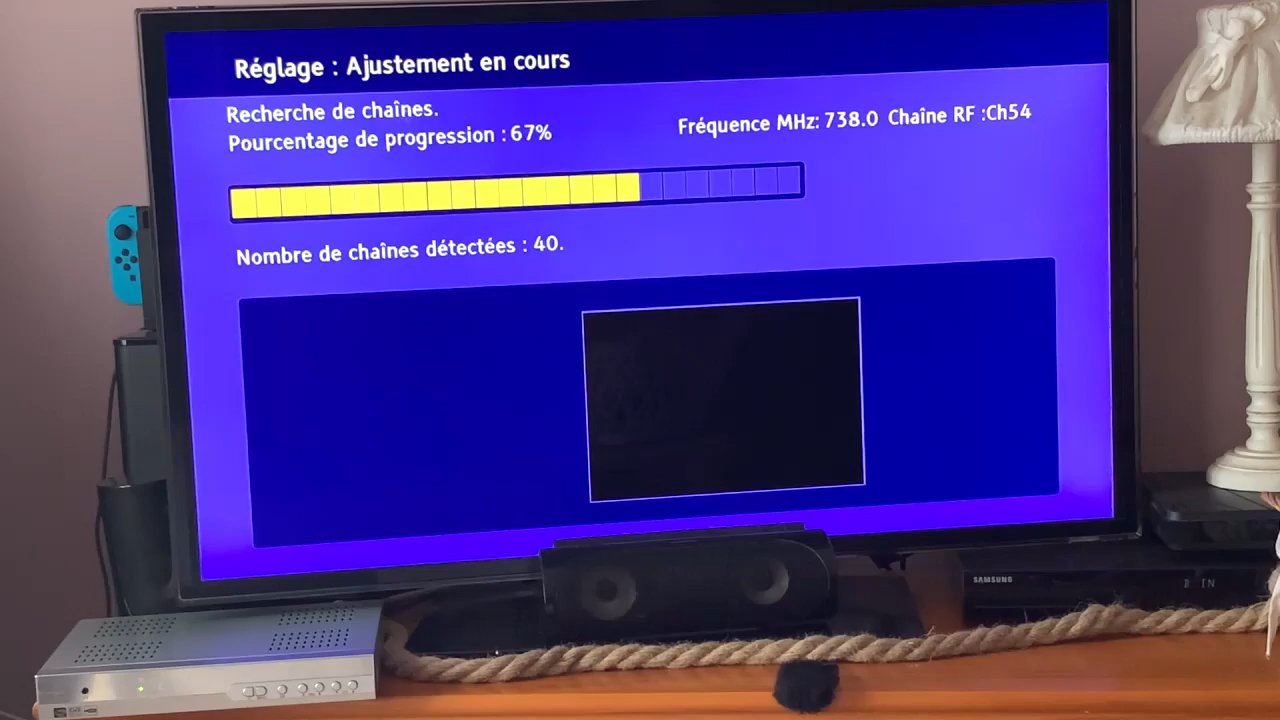 Réglage : Ajustement en cours
Recherche de chaînes.
Pourcentage de progression : 67%
Fréquence MHz: 738.0 Chaîne RF :Ch54
Nombre de chaînes détectées : 40.
SAMSUNG